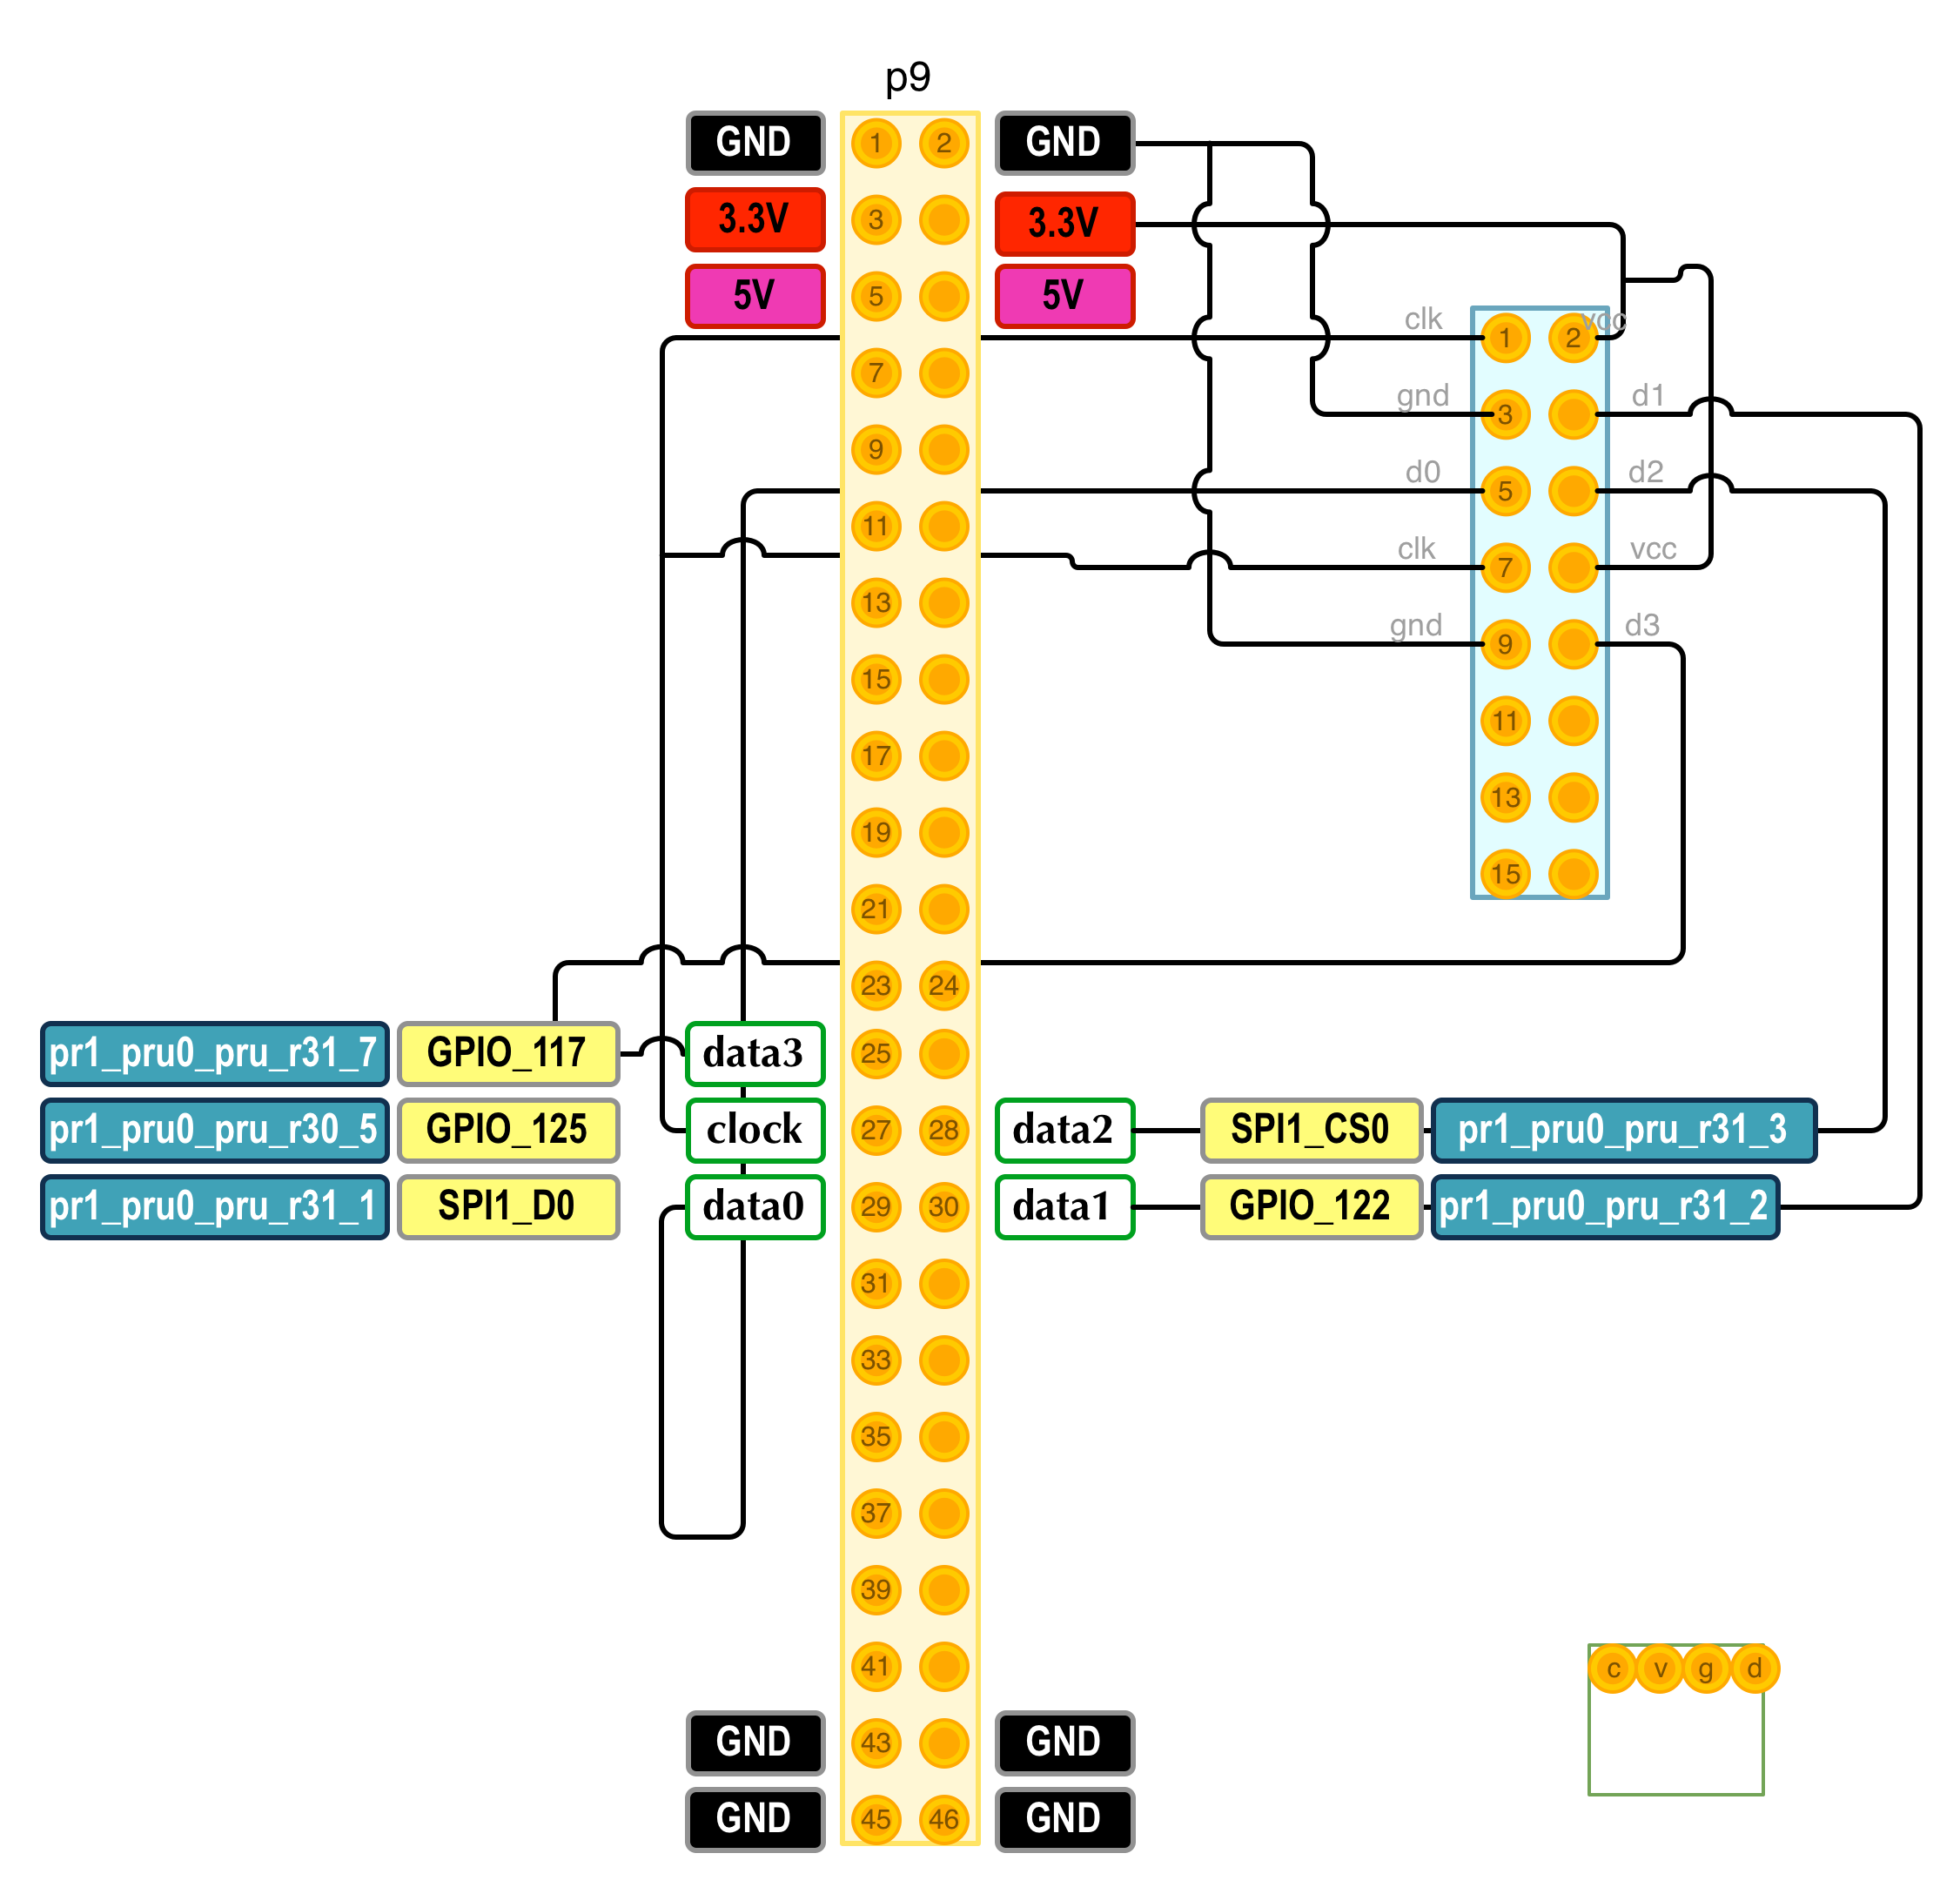 p9
GND 1 2 GND
3.3V 3 3.3V
5V 5 5V
clk 1 2 vcc
7
gnd 3 d1
9
d0 5 d2
11
clk 7 vcc
13
gnd 9 d3
15
11
17
13
19
15
21
23 24
pr1_pru0_pru_r31_7 GPIO_117 data3 25
pr1_pru0_pru_r30_5 GPIO_125 clock 27 28 data2 SPI1_CS0 pr1_pru0_pru_r31_3
pr1_pru0_pru_r31_1 SPI1_D0 data0 29 30 data1 GPIO_122 pr1_pru0_pru_r31_2
31
33
35
37
39
41
c v g d
GND 43 GND
GND 45 46 GND